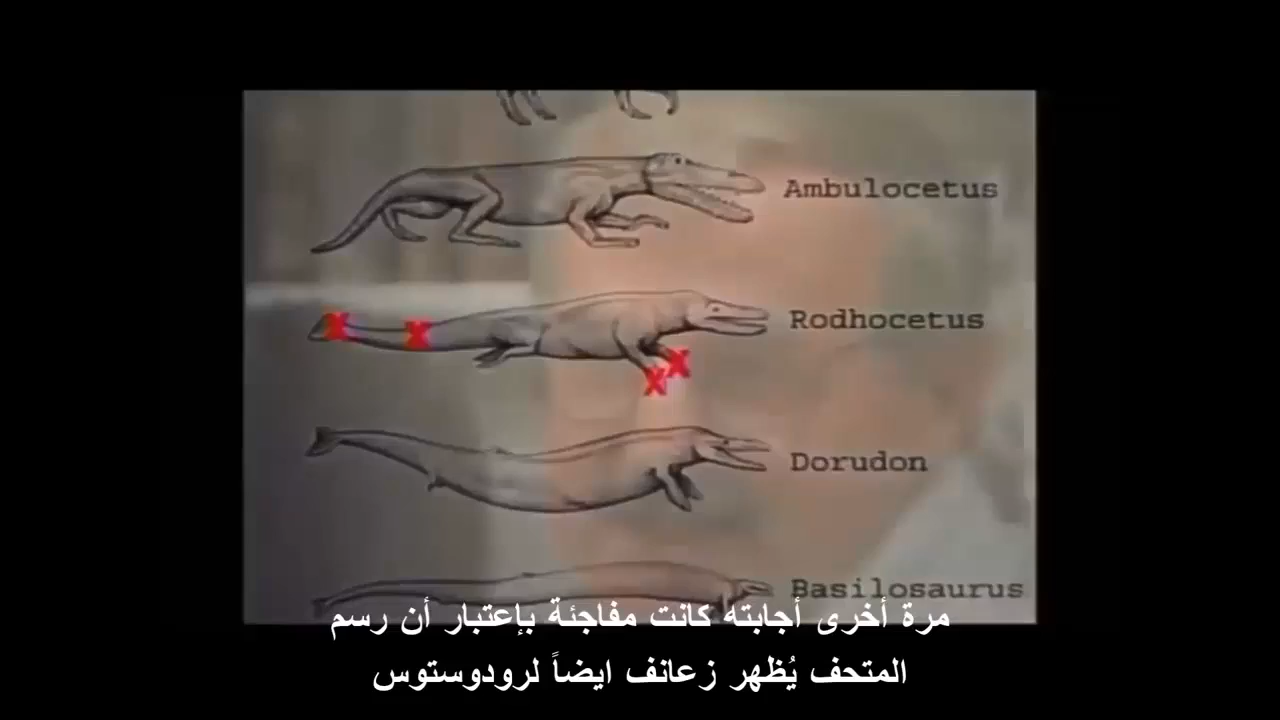 Ambulocetus
Rodhocetus
Dorudon
Basilosaurus
مرة أخرى أجابته كانت مفاجئة بإعتبار أن رسم
المتحف يُظهر زعانف ايضاً لرودوستوس